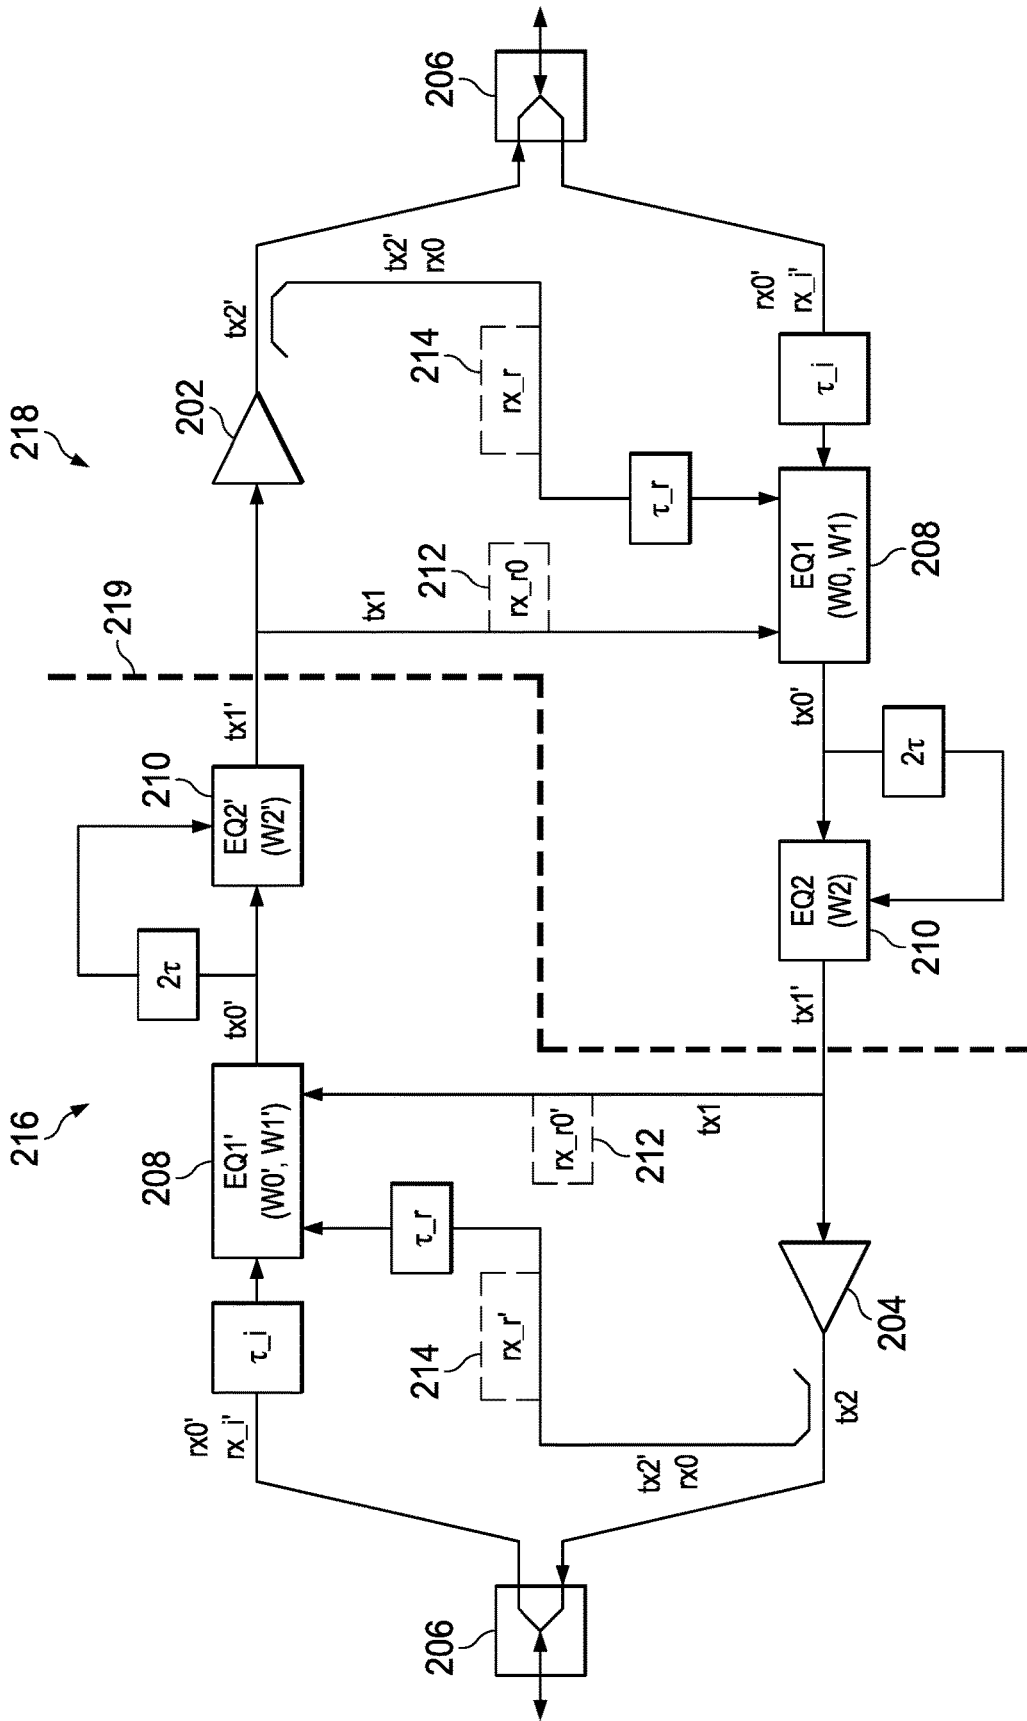 216
218
219
2τ
208
210
202
206
rx0'
rx_i'
τ_i
EQ1'
(W0', W1')
tx0'
EQ2'
(W2')
tx1'
tx2'
tx2'
rx0
214
rx_r'
τ_r
rx_r0'
212
tx1
212
rx_r0
214
rx_r
τ_r
tx1
206
tx2'
rx0
tx2
204
tx1'
EQ2
(W2)
210
tx0'
2τ
EQ1
(W0, W1)
208
τ_i
rx0'
rx_i'